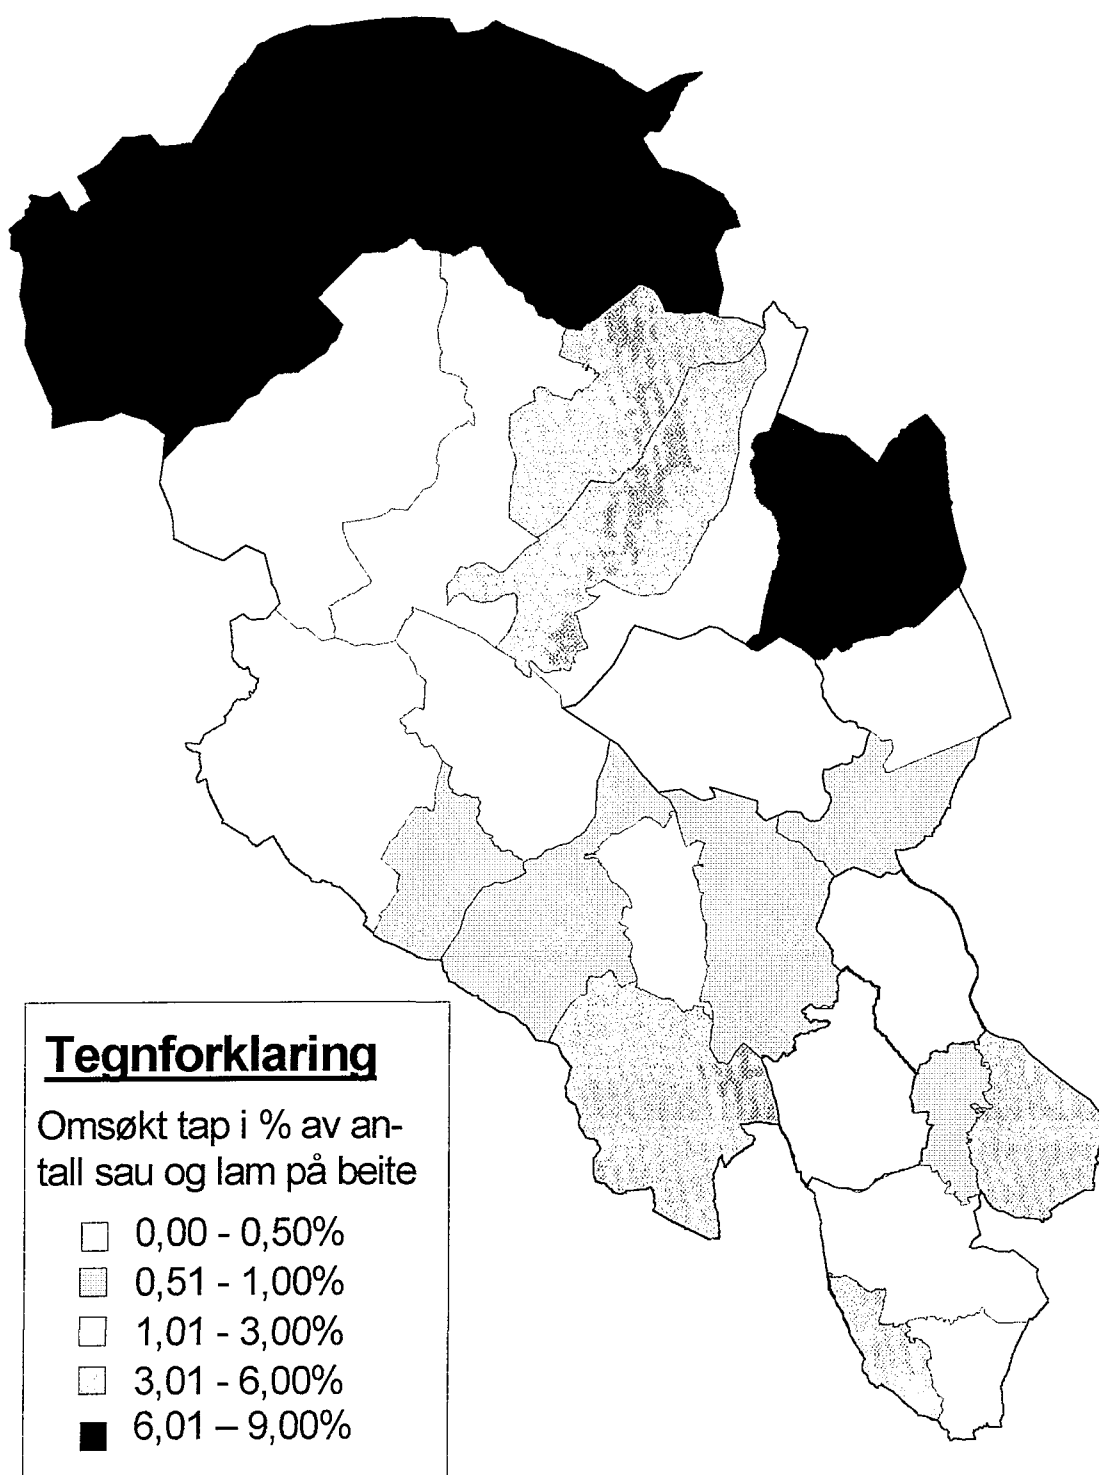 Tegnforklaring
Omsøkt tap i % av an-
tall sau og lam på beite
0,00 - 0,50%
0,51 - 1,00%
1,01 - 3,00%
3,01 - 6,00%
6,01 – 9,00%